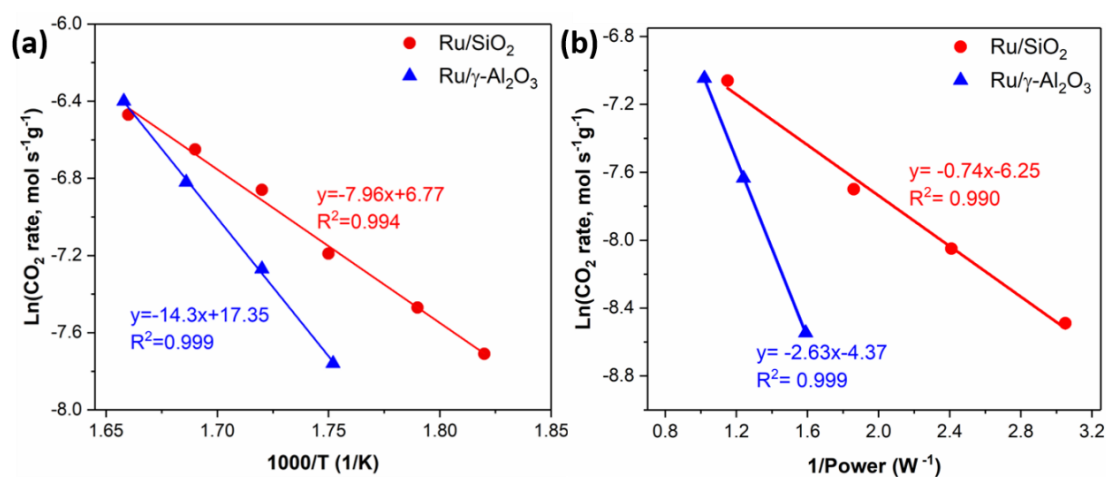 (a)
Ru/SiO₂
Ru/γ-Al₂O₃
y=-7.96x+6.77
R²=0.994
y=-14.3x+17.35
R²=0.999
-6.0
-6.4
-6.8
-7.2
-7.6
-8.0
Ln(CO₂ rate, mol s⁻¹g⁻¹)
1.65
1.70
1.75
1.80
1.85
1000/T (1/K)
(b)
Ru/SiO₂
Ru/γ-Al₂O₃
y= -0.74x-6.25
R²= 0.990
y= -2.63x-4.37
R²= 0.999
-6.8
-7.2
-7.6
-8.0
-8.4
-8.8
Ln(CO₂ rate, mol s⁻¹g⁻¹)
0.8
1.2
1.6
2.0
2.4
2.8
3.2
1/Power (W⁻¹)